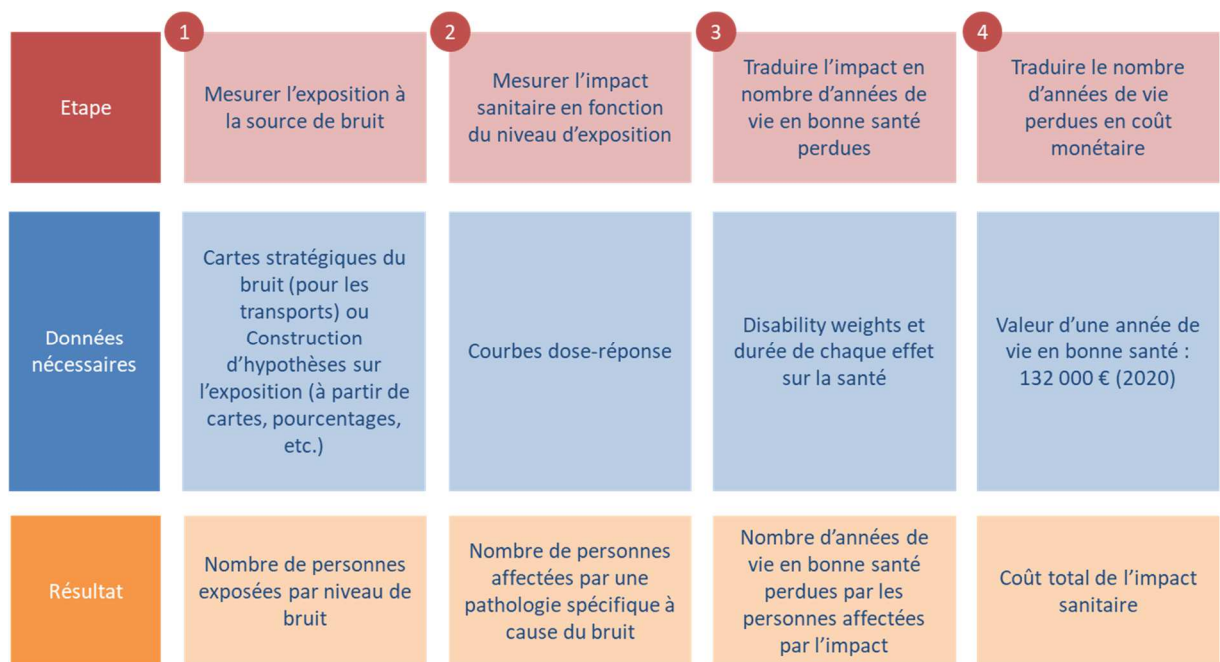 1
2
3
4
Etape
Mesurer l’exposition à
la source de bruit
Mesurer l’impact
sanitaire en fonction
du niveau d’exposition
Traduire l’impact en
nombre d’années de
vie en bonne santé
perdues
Traduire le nombre
d’années de vie
perdues en coût
monétaire
Données
nécessaires
Cartes stratégiques du
bruit (pour les
transports) ou
Construction
d’hypothèses sur
l’exposition (à partir de
cartes, pourcentages,
etc.)
Courbes dose-réponse
Disability weights et
durée de chaque effet
sur la santé
Valeur d’une année de
vie en bonne santé :
132 000 € (2020)
Résultat
Nombre de personnes
exposées par niveau de
bruit
Nombre de personnes
affectées par une
pathologie spécifique à
cause du bruit
Nombre d’années de
vie en bonne santé
perdues par les
personnes affectées
par l’impact
Coût total de l’impact
sanitaire